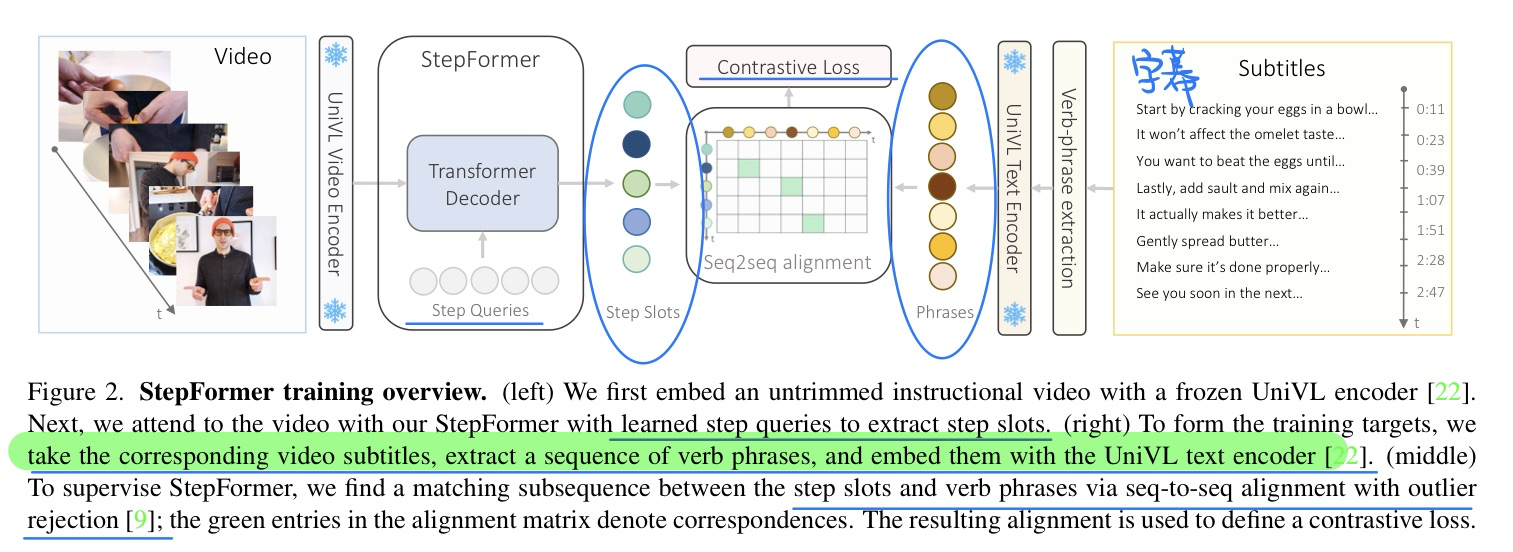 Video
UniVL Video Encoder
StepFormer
Transformer
Decoder
Step Queries
Step Slots
Contrastive Loss
t
t
Seq2seq alignment
Phrases
UniVL Text Encoder
Verb-phrase extraction
字幕
Subtitles
Start by cracking your eggs in a bowl...
0:11
It won't affect the omelet taste...
0:23
You want to beat the eggs until...
0:39
Lastly, add sault and mix again...
1:07
It actually makes it better...
1:51
Gently spread butter...
2:28
Make sure it's done properly...
2:47
See you soon in the next...
t
t
Figure 2. StepFormer training overview. (left) We first embed an untrimmed instructional video with a frozen UniVL encoder [22].
Next, we attend to the video with our StepFormer with learned step queries to extract step slots. (right) To form the training targets, we
take the corresponding video subtitles, extract a sequence of verb phrases, and embed them with the UniVL text encoder [22]. (middle)
To supervise StepFormer, we find a matching subsequence between the step slots and verb phrases via seq-to-seq alignment with outlier
rejection [9]; the green entries in the alignment matrix denote correspondences. The resulting alignment is used to define a contrastive loss.